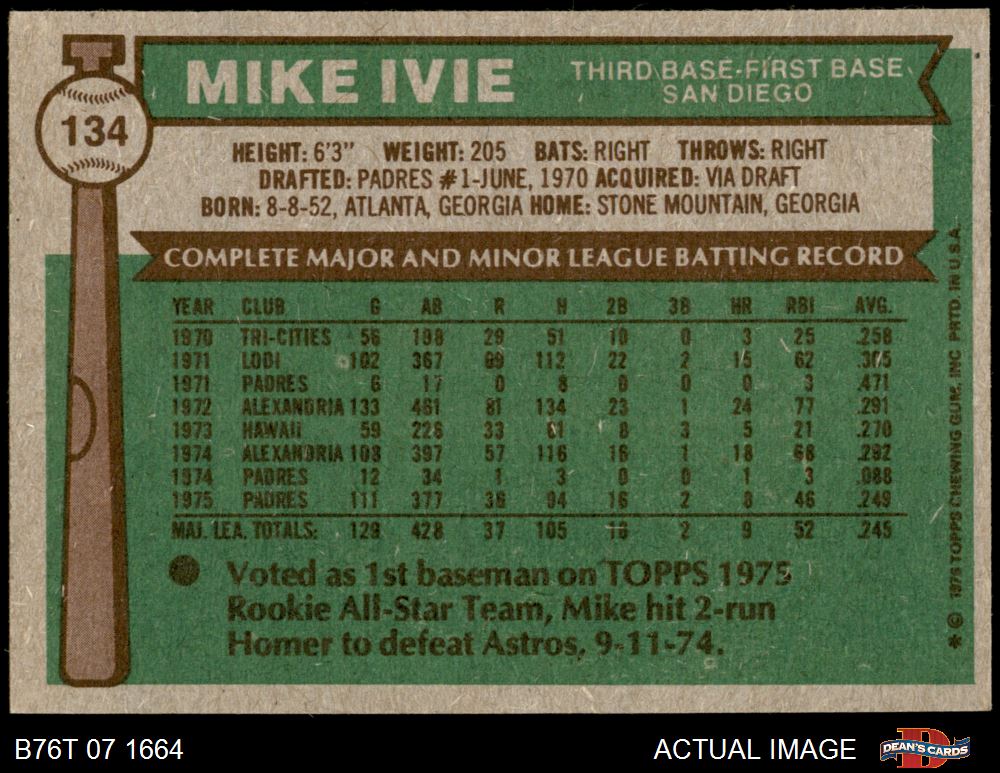 MIKE IVIE
THIRD BASE-FIRST BASE
SAN DIEGO
134
HEIGHT: 6'3" WEIGHT: 205 BATS: RIGHT THROWS: RIGHT
DRAFTED: PADRES #1-JUNE, 1970 ACQUIRED: VIA DRAFT
BORN: 8-8-52, ATLANTA, GEORGIA HOME: STONE MOUNTAIN, GEORGIA
COMPLETE MAJOR AND MINOR LEAGUE BATTING RECORD
YEAR CLUB G AB R H 2B 3B HR RBI AVG.
1970 TRI-CITIES 56 198 29 51 10 0 3 25 .258
1971 LODI 102 367 69 112 22 2 15 62 .305
1971 PADRES 6 17 0 8 0 0 0 3 .471
1972 ALEXANDRIA 133 461 81 134 23 1 24 77 .291
1973 HAWAII 59 226 33 61 8 3 5 21 .270
1974 ALEXANDRIA 103 397 57 116 16 1 18 68 .292
1974 PADRES 12 34 1 3 0 0 1 3 .088
1975 PADRES 111 377 36 94 16 2 8 46 .249
MAJ. LEA. TOTALS: 129 428 37 105 16 2 9 52 .245
Voted as 1st baseman on TOPPS 1975
Rookie All-Star Team, Mike hit 2-run
Homer to defeat Astros, 9-11-74.
* © 1976 TOPPS CHEWING GUM, INC PRTD. IN U.S.A.
B76T 07 1664
ACTUAL IMAGE
DEAN'S CARDS